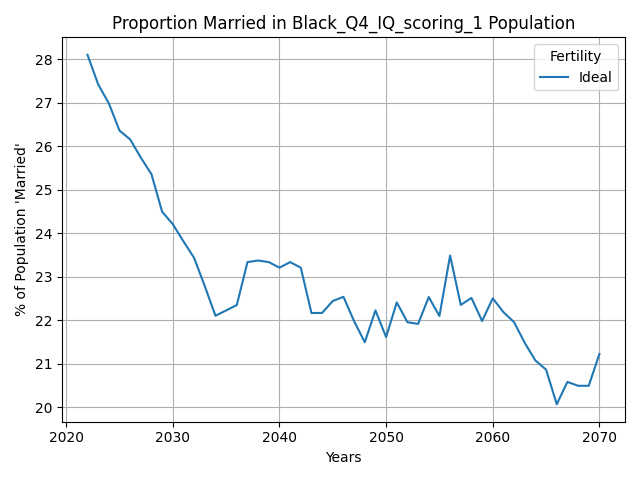 Proportion Married in Black_Q4_IQ_scoring_1 Population
Fertility
Ideal
% of Population 'Married'
28
27
26
25
24
23
22
21
20
2020 2030 2040 2050 2060 2070
Years